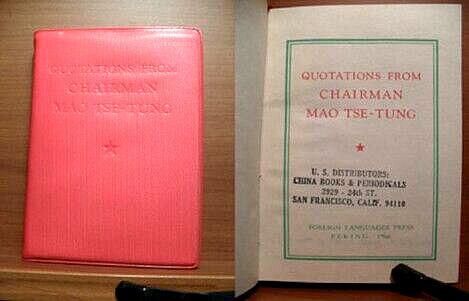 QUOTATIONS FROM
CHAIRMAN
MAO TSE-TUNG
QUOTATIONS FROM
CHAIRMAN
MAO TSE-TUNG
U. S. DISTRIBUTORS:
CHINA BOOKS & PERIODICALS
2929 - 24th ST.
SAN FRANCISCO, CALIF. 94110
FOREIGN LANGUAGES PRESS
PEKING, 1966